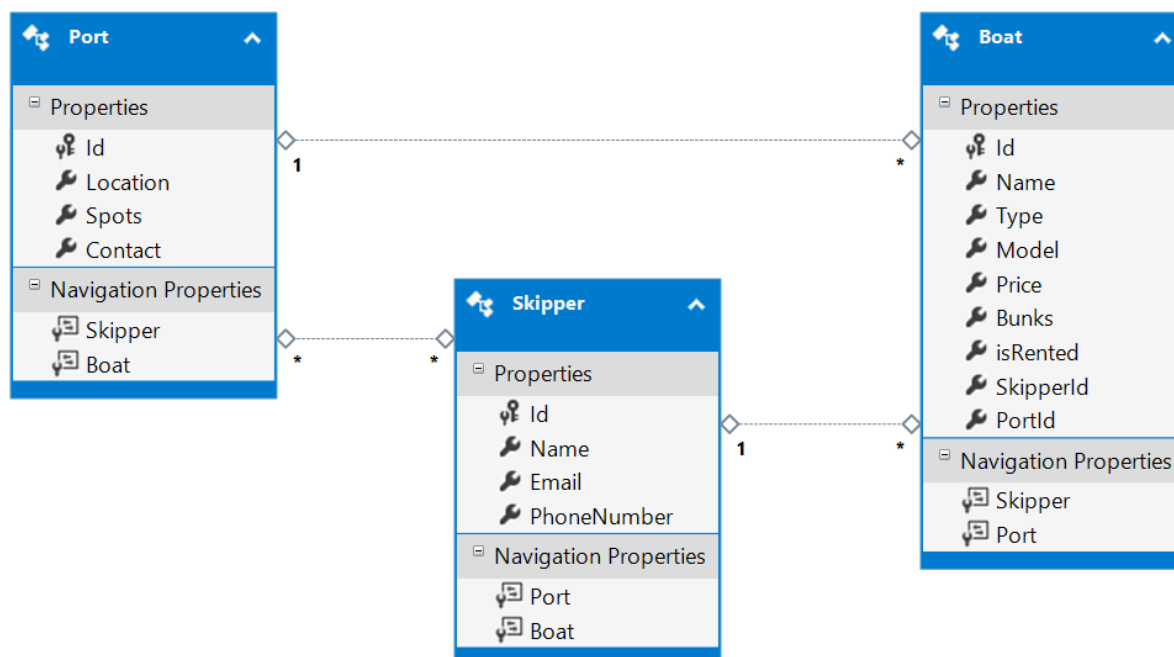 Port
Properties
Id
Location
Spots
Contact
Navigation Properties
Skipper
Boat
1
*
*
*
Skipper
Properties
Id
Name
Email
PhoneNumber
Navigation Properties
Port
Boat
1
*
Boat
Properties
Id
Name
Type
Model
Price
Bunks
isRented
SkipperId
PortId
Navigation Properties
Skipper
Port